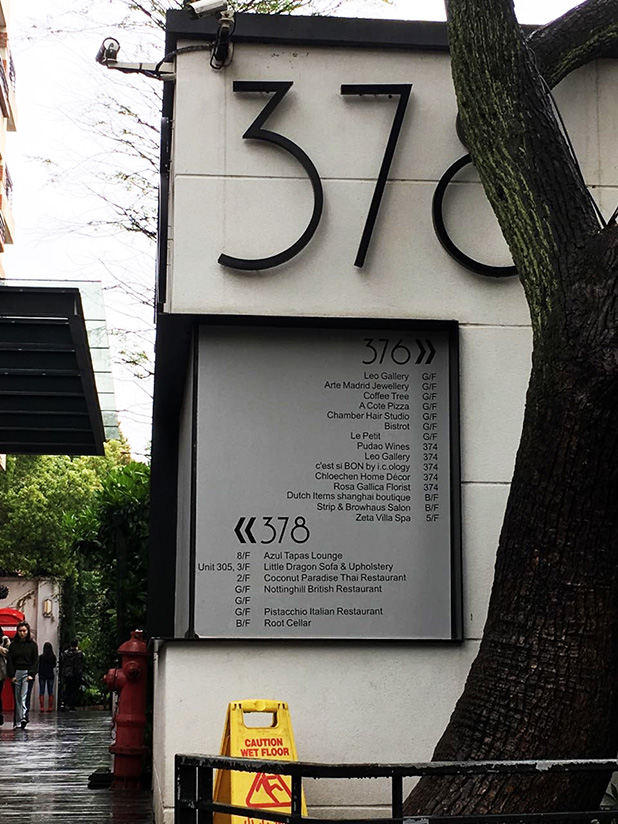 378
376 »
Leo Gallery G/F
Arte Madrid Jewellery G/F
Coffee Tree G/F
A Cote Pizza G/F
Chamber Hair Studio G/F
Bistrot G/F
Le Petit G/F
Pudao Wines 374
Leo Gallery 374
c'est si BON by i.c.ology 374
Chloechen Home Décor 374
Rosa Gallica Florist 374
Dutch Items shanghai boutique B/F
Strip & Browhaus Salon B/F
Zeta Villa Spa 5/F
« 378
8/F Azul Tapas Lounge
Unit 305, 3/F Little Dragon Sofa & Upholstery
2/F Coconut Paradise Thai Restaurant
G/F Nottinghill British Restaurant
G/F
G/F Pistacchio Italian Restaurant
B/F Root Cellar
CAUTION
WET FLOOR